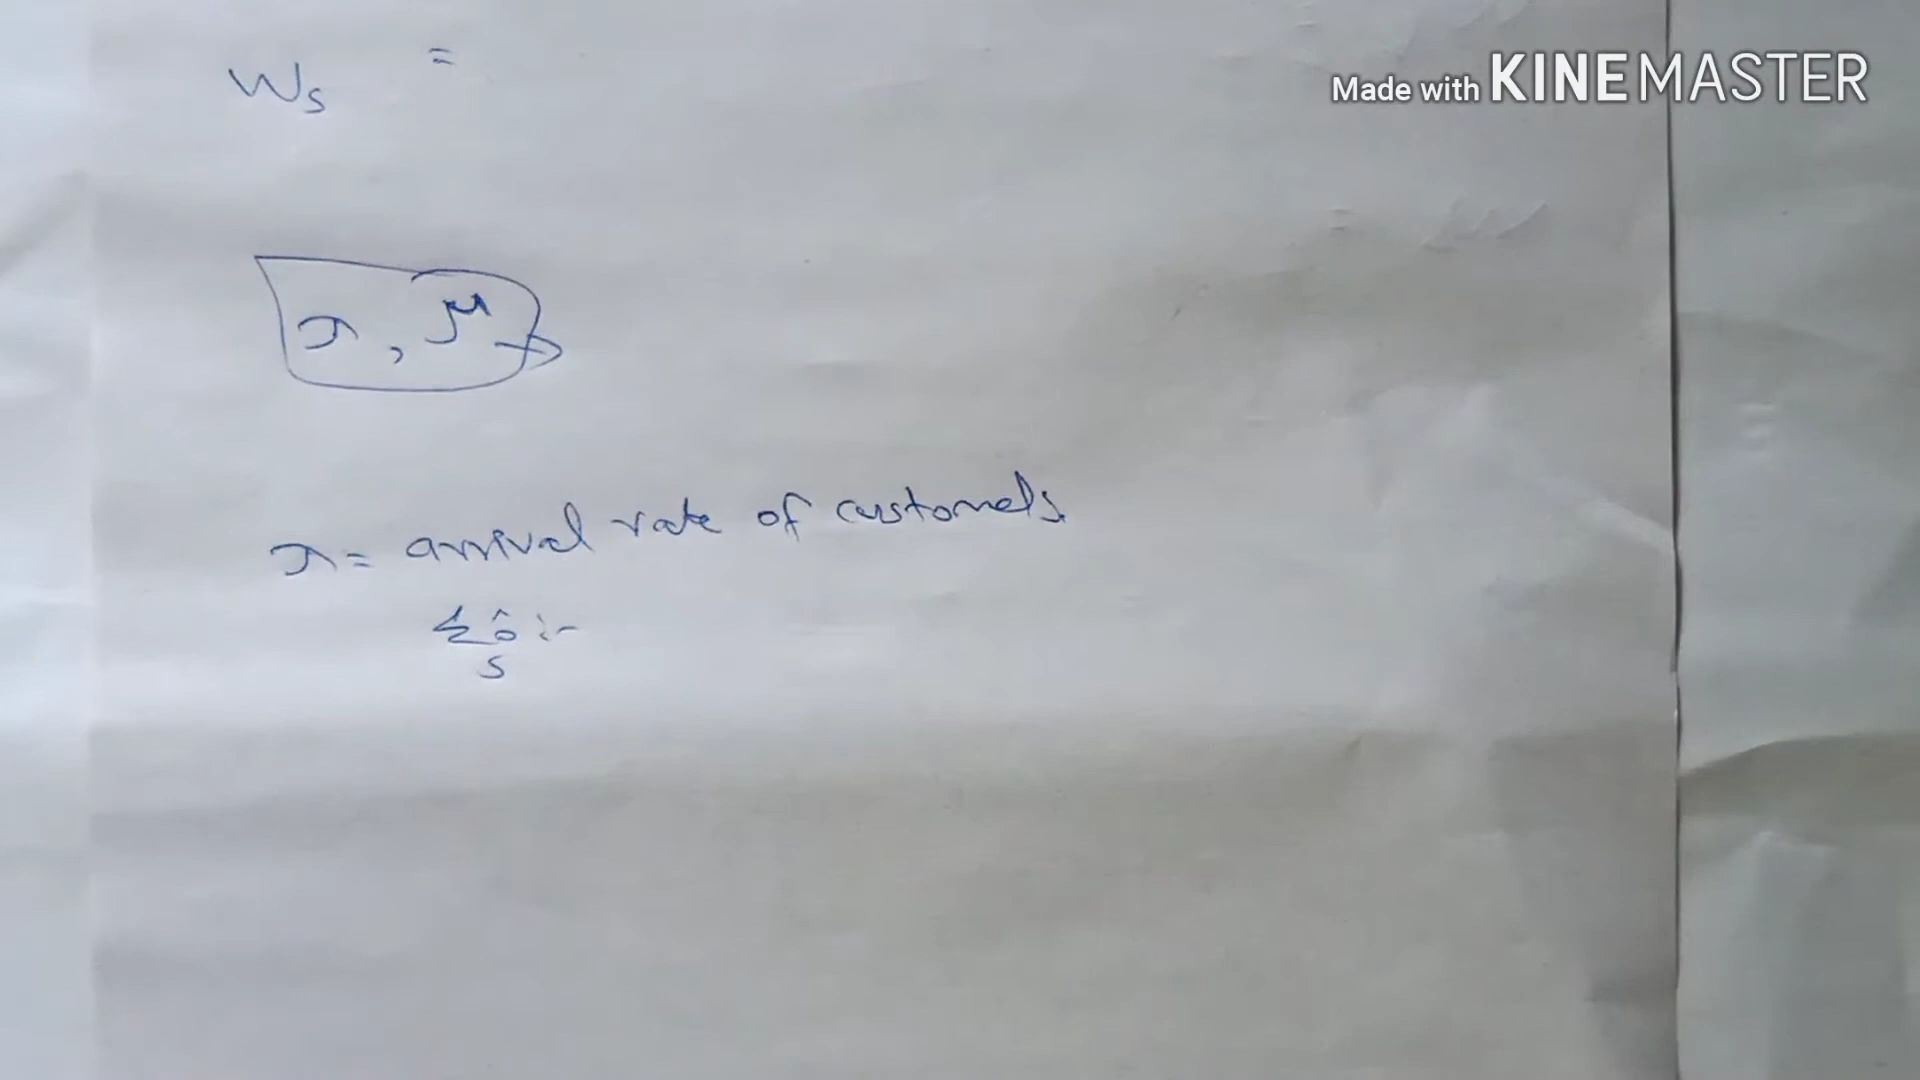 Made with KINEMASTER
Ws =
λ, μ
λ = arrival rate of customers.